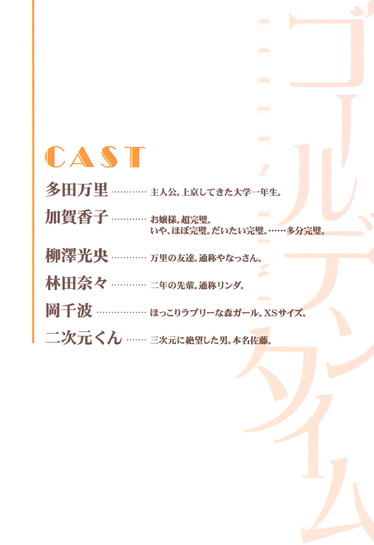 ゴールデンタイム
GOLDEN TIME
CAST
多田万里…………主人公。上京してきた大学一年生。
加賀香子…………お嬢様。超完璧。
いや、ほぼ完璧。だいたい完璧。……多分完璧。
柳澤光央…………万里の友達。通称やなっさん。
林田奈々…………二年の先輩。通称リンダ。
岡千波………………ほっこりラブリーな森ガール。XSサイズ。
二次元くん………三次元に絶望した男。本名佐藤。